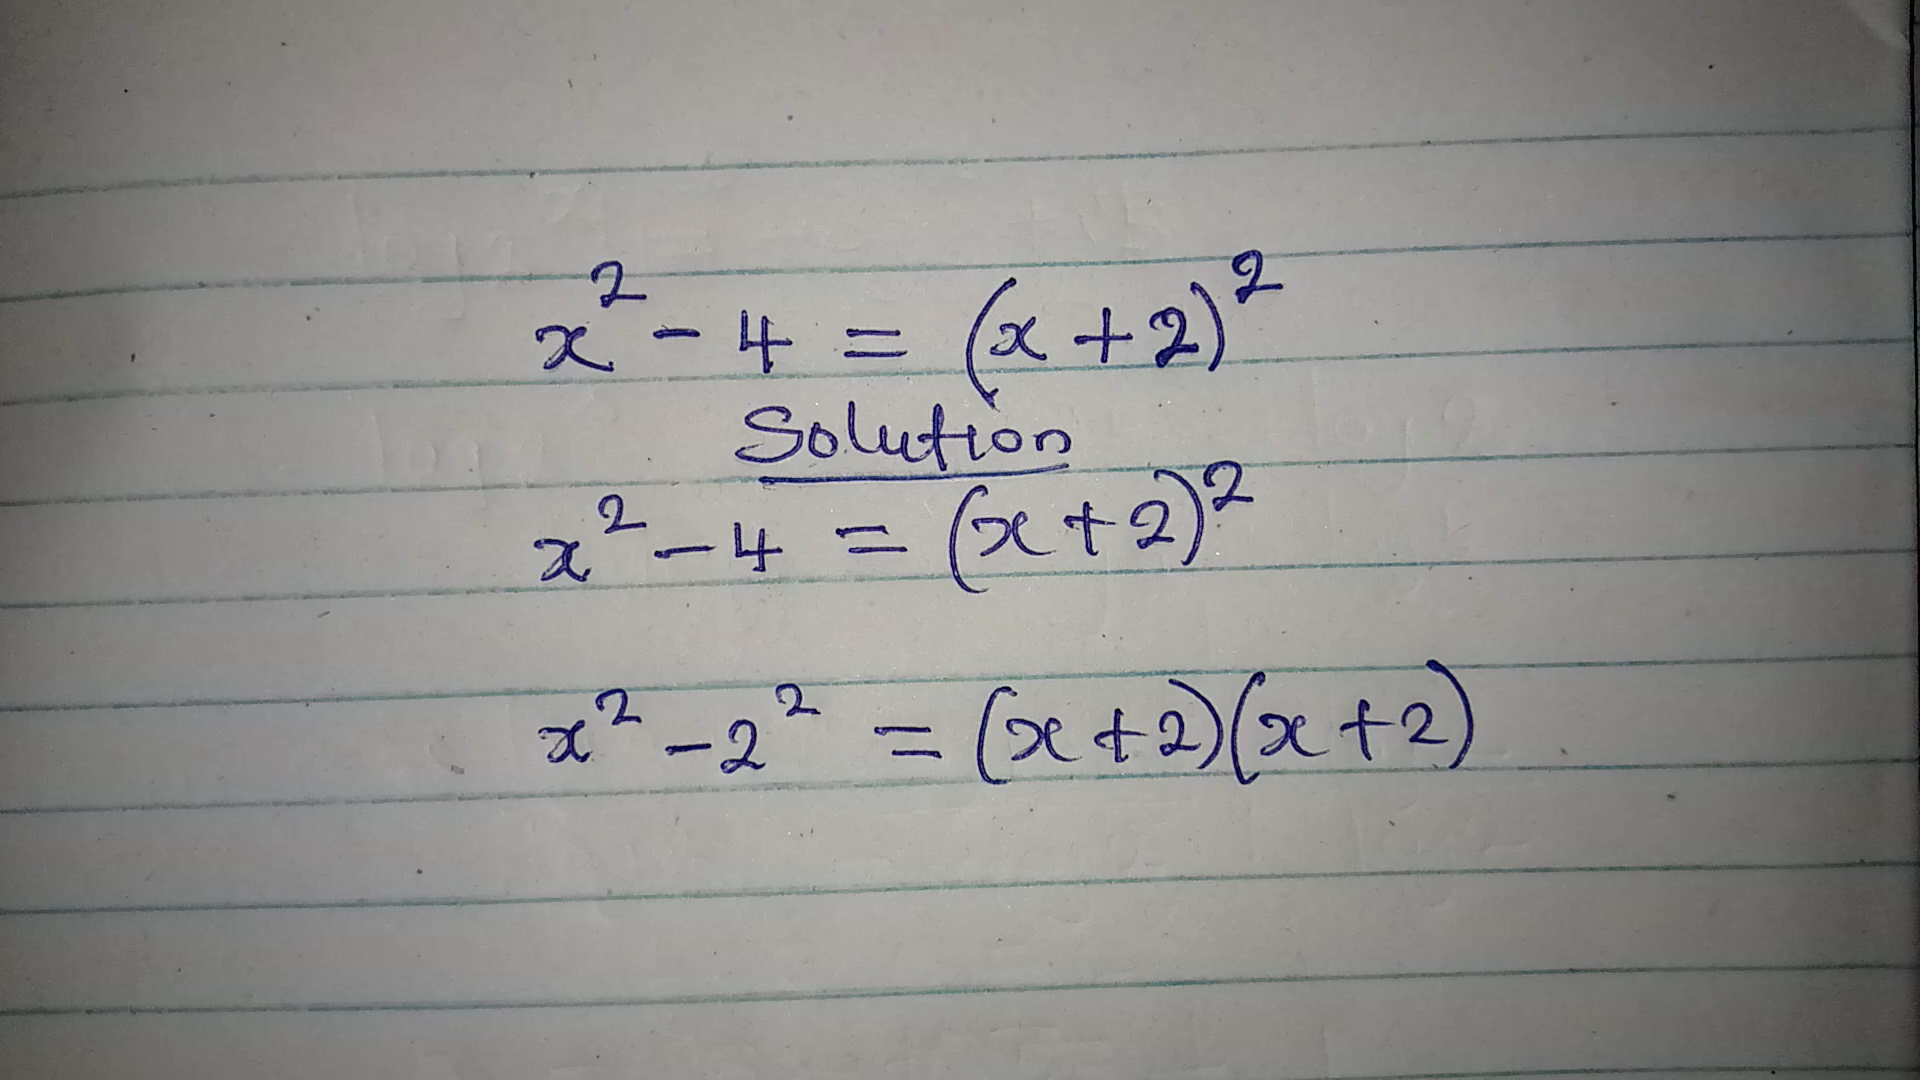 x² - 4 = (x + 2)²
Solution
x² - 4 = (x + 2)²
x² - 2² = (x + 2)(x + 2)